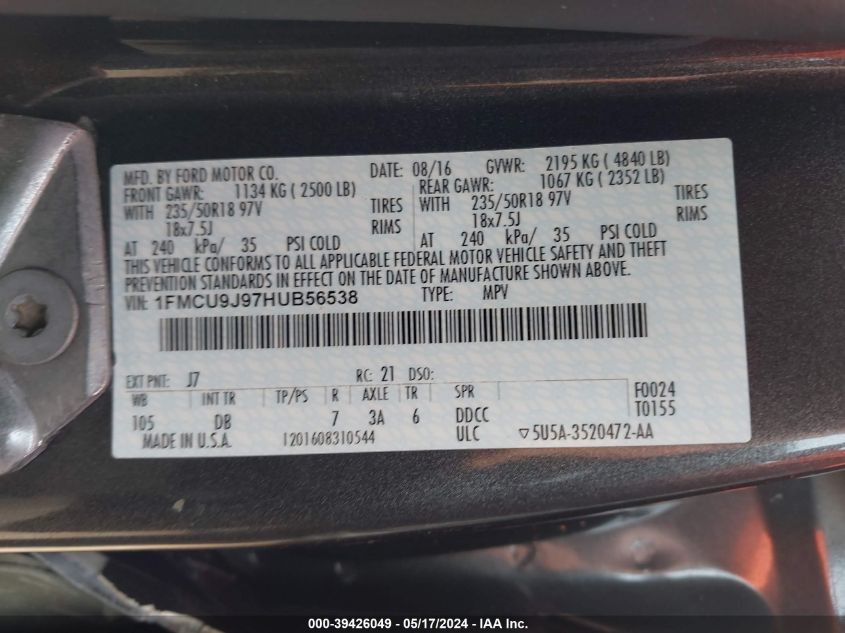 MFD. BY FORD MOTOR CO. DATE: 08/16 GVWR: 2195 KG ( 4840 LB)
FRONT GAWR: 1134 KG ( 2500 LB) REAR GAWR: 1067 KG ( 2352 LB)
WITH 235/50R18 97V TIRES WITH 235/50R18 97V TIRES
18x7.5J RIMS 18x7.5J RIMS
AT 240 kPa/ 35 PSI COLD AT 240 kPa/ 35 PSI COLD
THIS VEHICLE CONFORMS TO ALL APPLICABLE FEDERAL MOTOR VEHICLE SAFETY AND THEFT
PREVENTION STANDARDS IN EFFECT ON THE DATE OF MANUFACTURE SHOWN ABOVE.
VIN: 1FMCU9J97HUB56538 TYPE: MPV
EXT PNT: J7 RC: 21 DSO:
WB INT TR TP/PS R AXLE TR SPR F0024
105 DB 7 3A 6 DDCC T0155
MADE IN U.S.A. 1201608310544 ULC ▽5U5A-3520472-AA
000-39426049 - 05/17/2024 - IAA Inc.